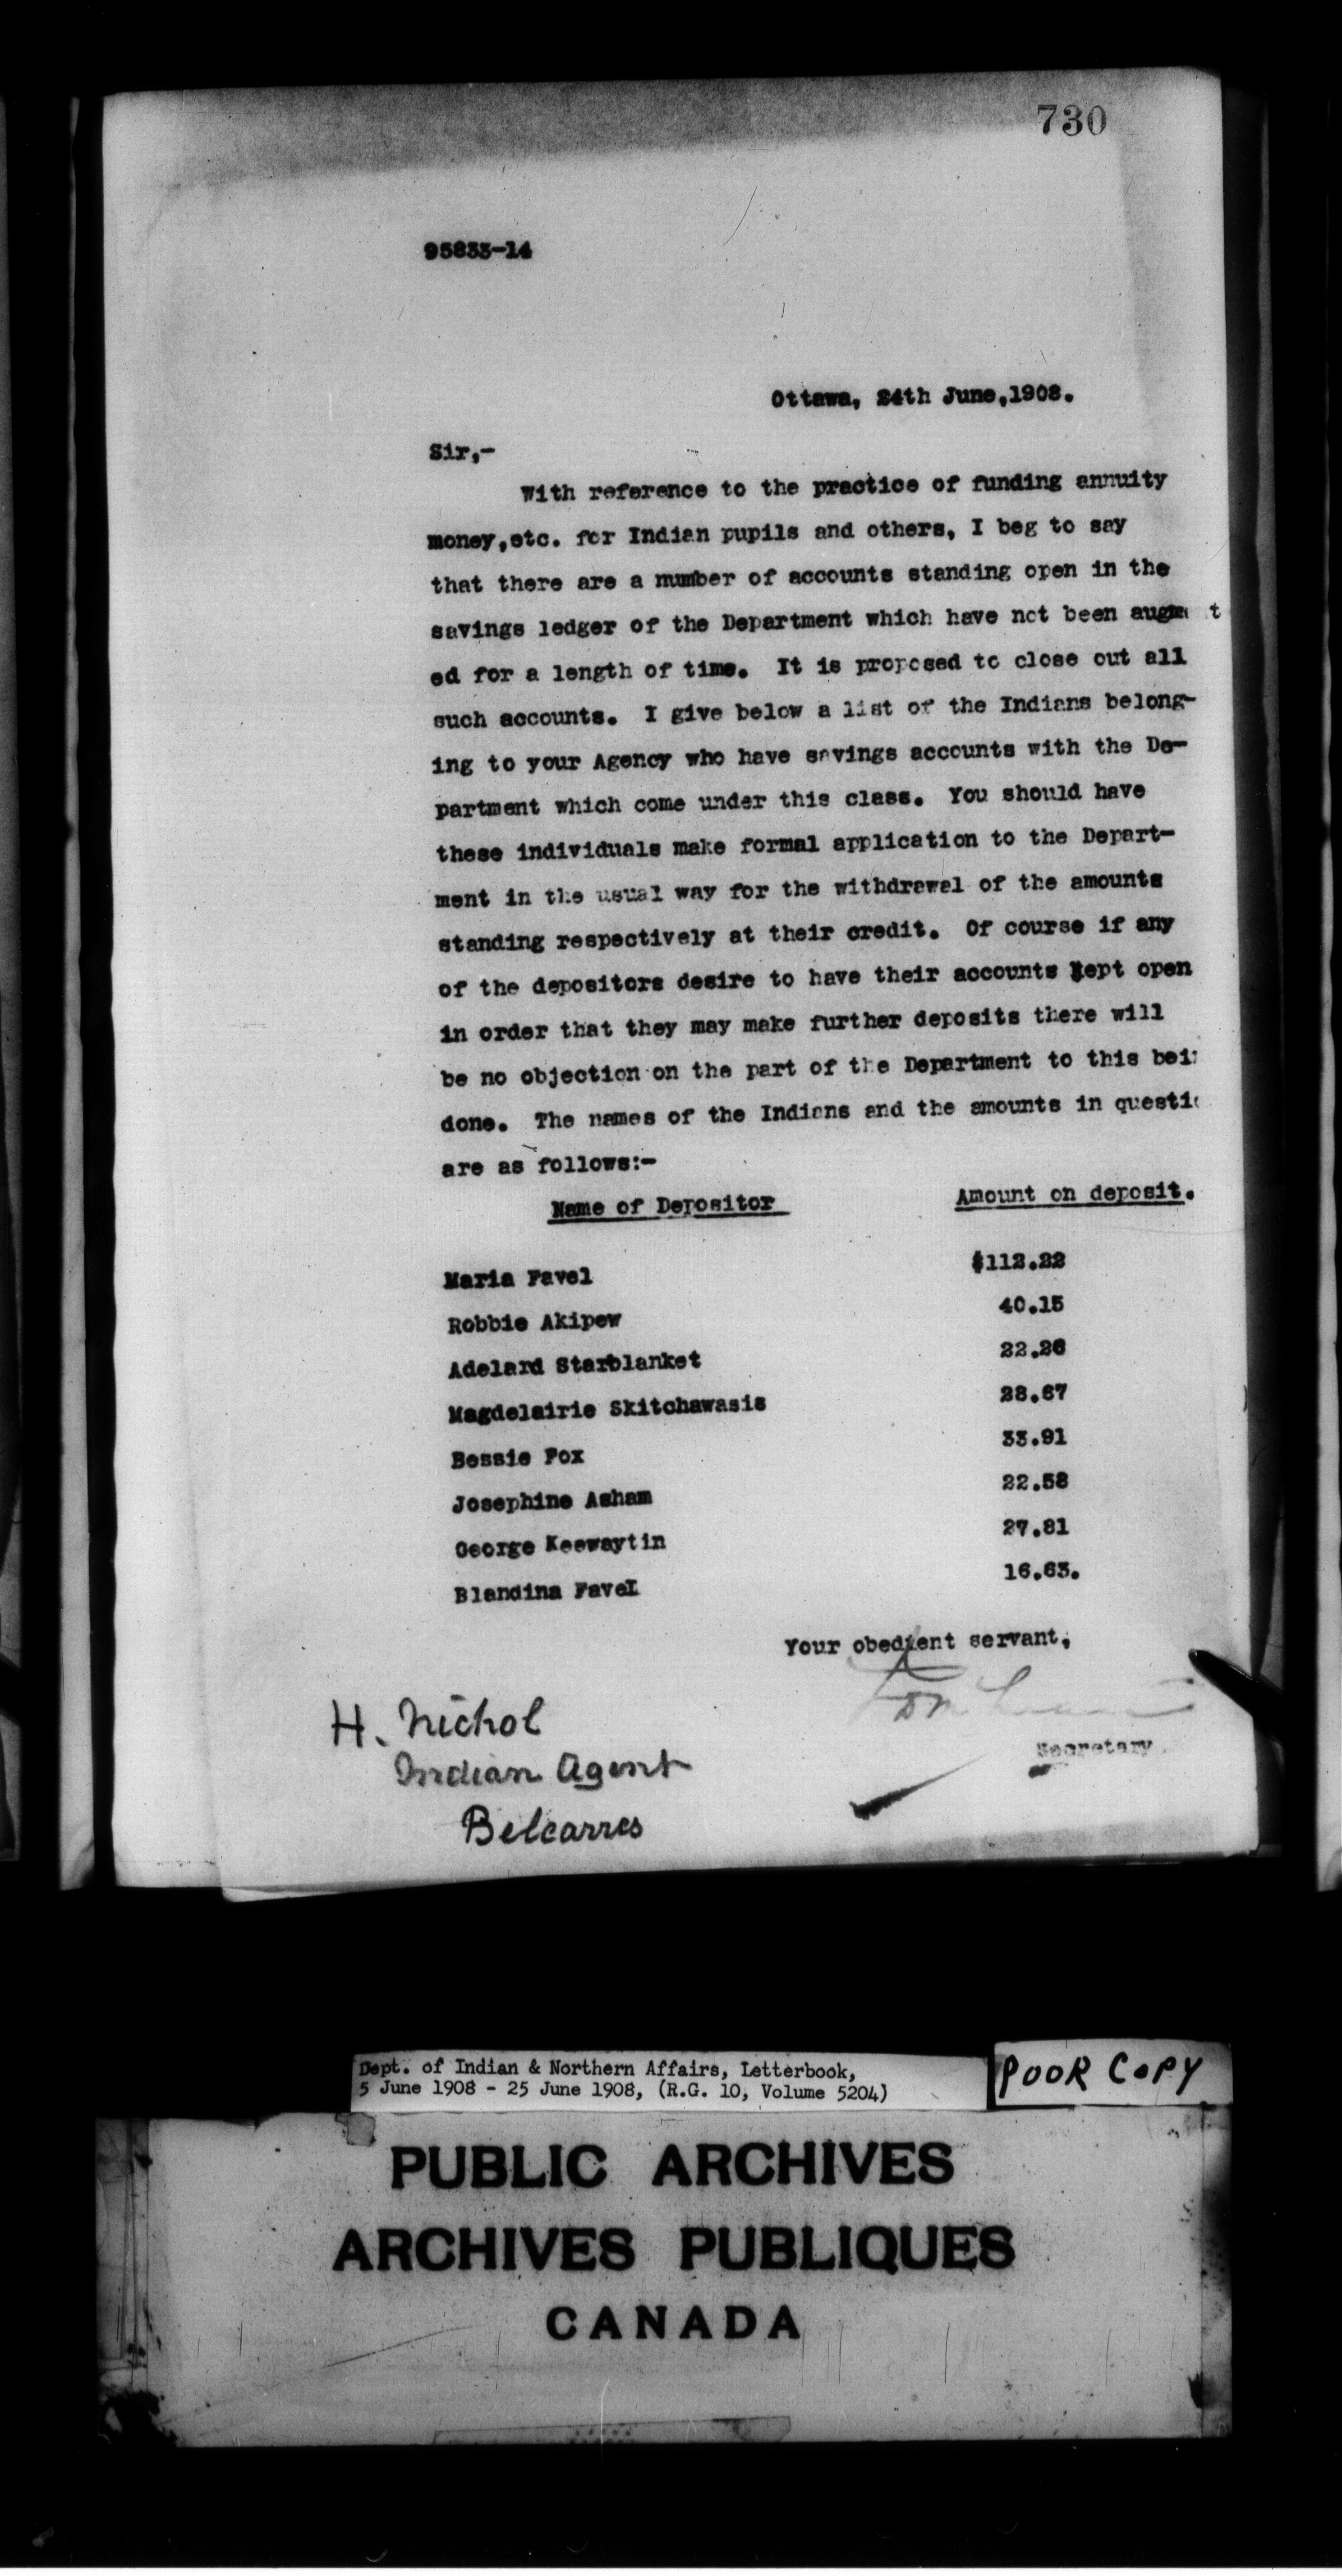 730
95833-14
Ottawa, 24th June,1908.
Sir,-
With reference to the practice of funding annuity
money,etc. for Indian pupils and others, I beg to say
that there are a number of accounts standing open in the
savings ledger of the Department which have not been augm t
ed for a length of time. It is proposed to close out all
such accounts. I give below a list of the Indians belong-
ing to your Agency who have savings accounts with the De-
partment which come under this class. You should have
these individuals make formal application to the Depart-
ment in the usual way for the withdrawal of the amounts
standing respectively at their credit. Of course if any
of the depositors desire to have their accounts kept open
in order that they may make further deposits there will
be no objection on the part of the Department to this bei
done. The names of the Indians and the amounts in questi
are as follows:-
Name of Depositor Amount on deposit.
Maria Favel $112.22
Robbie Akipew 40.15
Adelard Starblanket 22.26
Magdelairie Skitchawasis 28.67
Bessie Fox 33.91
Josephine Asham 22.58
George Keewaytin 27.81
Blandina Favel 16.63.
Your obedient servant,
Secretary.
H. Nichol
Indian Agent
Belcarres
Dept. of Indian & Northern Affairs, Letterbook,
5 June 1908 - 25 June 1908, (R.G. 10, Volume 5204)
POOR COPY
PUBLIC ARCHIVES
ARCHIVES PUBLIQUES
CANADA